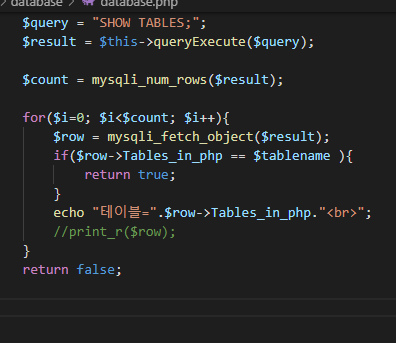 database > database.php
$query = "SHOW TABLES;";
$result = $this->queryExecute($query);
$count = mysqli_num_rows($result);
for($i=0; $i<$count; $i++){
$row = mysqli_fetch_object($result);
if($row->Tables_in_php == $tablename ){
return true;
}
echo "테이블=".$row->Tables_in_php."<br>";
//print_r($row);
}
return false;